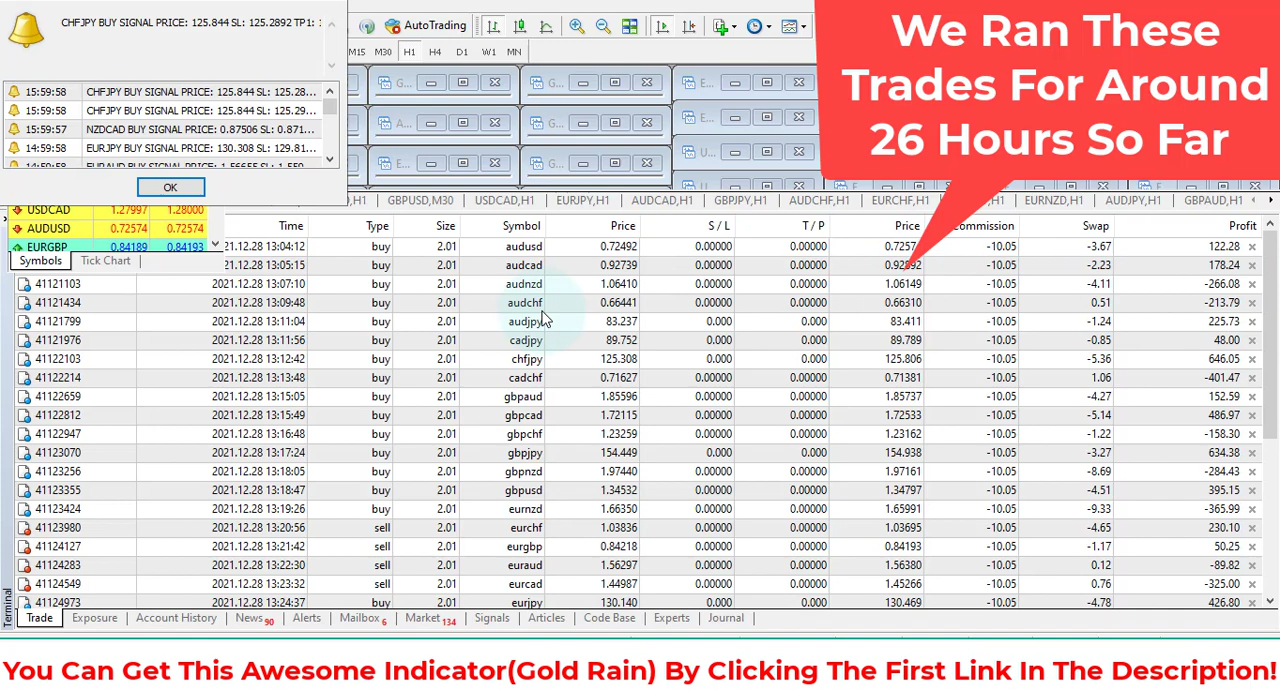 CHFJPY BUY SIGNAL PRICE: 125.844 SL: 125.2892 TP1:
15:59:58 CHFJPY BUY SIGNAL PRICE: 125.844 SL: 125.28...
15:59:58 CHFJPY BUY SIGNAL PRICE: 125.844 SL: 125.29...
15:59:57 NZDCAD BUY SIGNAL PRICE: 0.87506 SL: 0.871...
14:59:58 EURJPY BUY SIGNAL PRICE: 130.308 SL: 129.81...
OK
AutoTrading
M15 M30 H1 H4 D1 W1 MN
G... G... E...
A... E...
E... U...
We Ran These
Trades For Around
26 Hours So Far
GBPUSD,M30 USDCAD,H1 EURJPY,H1 AUDCAD,H1 GBPJPY,H1 AUDCHF,H1 EURCHF,H1 EURNZD,H1 AUDJPY,H1 GBPAUD,H1
USDCAD 1.27997 1.28000
AUDUSD 0.72574 0.72574
EURGBP 0.84189 0.84193
Symbols Tick Chart
Time Type Size Symbol Price S / L T / P Price Commission Swap Profit
2021.12.28 13:04:12 buy 2.01 audusd 0.72492 0.00000 0.00000 0.7257 -10.05 -3.67 122.28
2021.12.28 13:05:15 buy 2.01 audcad 0.92739 0.00000 0.00000 0.92892 -10.05 -2.23 178.24
41121103 2021.12.28 13:07:10 buy 2.01 audnzd 1.06410 0.00000 0.00000 1.06149 -10.05 -4.11 -266.08
41121434 2021.12.28 13:09:48 buy 2.01 audchf 0.66441 0.00000 0.00000 0.66310 -10.05 0.51 -213.79
41121799 2021.12.28 13:11:04 buy 2.01 audjpy 83.237 0.000 0.000 83.411 -10.05 -1.24 225.73
41121976 2021.12.28 13:11:56 buy 2.01 cadjpy 89.752 0.000 0.000 89.789 -10.05 -0.85 48.00
41122103 2021.12.28 13:12:42 buy 2.01 chfjpy 125.308 0.000 0.000 125.806 -10.05 -5.36 646.05
41122214 2021.12.28 13:13:48 buy 2.01 cadchf 0.71627 0.00000 0.00000 0.71381 -10.05 1.06 -401.47
41122659 2021.12.28 13:15:05 buy 2.01 gbpaud 1.85596 0.00000 0.00000 1.85737 -10.05 -4.27 152.59
41122812 2021.12.28 13:15:49 buy 2.01 gbpcad 1.72115 0.00000 0.00000 1.72533 -10.05 -5.14 486.97
41122947 2021.12.28 13:16:48 buy 2.01 gbpchf 1.23259 0.00000 0.00000 1.23162 -10.05 -1.22 -158.30
41123070 2021.12.28 13:17:24 buy 2.01 gbpjpy 154.449 0.000 0.000 154.938 -10.05 -3.27 634.38
41123256 2021.12.28 13:18:05 buy 2.01 gbpnzd 1.97440 0.00000 0.00000 1.97161 -10.05 -8.69 -284.43
41123355 2021.12.28 13:18:47 buy 2.01 gbpusd 1.34532 0.00000 0.00000 1.34797 -10.05 -4.51 395.15
41123424 2021.12.28 13:19:26 buy 2.01 eurnzd 1.66350 0.00000 0.00000 1.65991 -10.05 -9.33 -365.99
41123980 2021.12.28 13:20:56 sell 2.01 eurchf 1.03836 0.00000 0.00000 1.03695 -10.05 -4.65 230.10
41124127 2021.12.28 13:21:42 sell 2.01 eurgbp 0.84218 0.00000 0.00000 0.84193 -10.05 -1.17 50.25
41124283 2021.12.28 13:22:30 sell 2.01 euraud 1.56297 0.00000 0.00000 1.56380 -10.05 0.12 -89.82
41124549 2021.12.28 13:23:32 sell 2.01 eurcad 1.44987 0.00000 0.00000 1.45266 -10.05 0.76 -325.00
41124973 2021.12.28 13:24:37 buy 2.01 eurjpy 130.140 0.000 0.000 130.469 -10.05 -4.78 426.80
Terminal
Trade Exposure Account History News 90 Alerts Mailbox 6 Market 134 Signals Articles Code Base Experts Journal
You Can Get This Awesome Indicator(Gold Rain) By Clicking The First Link In The Description!